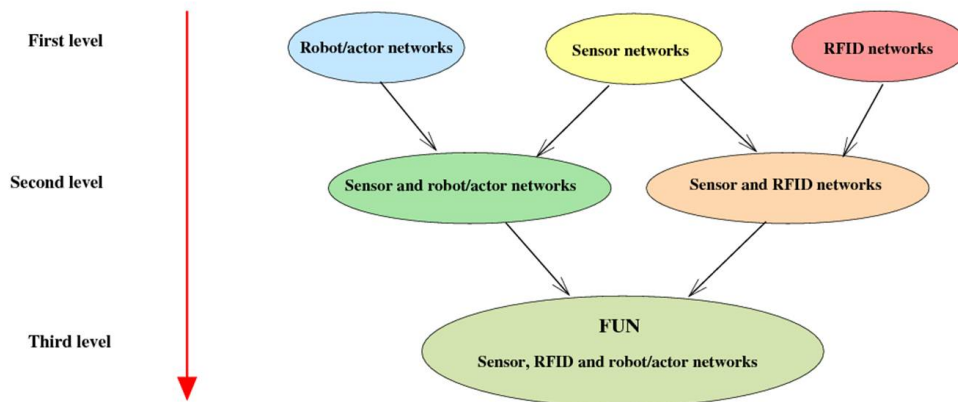 First level
Robot/actor networks
Sensor networks
RFID networks
Second level
Sensor and robot/actor networks
Sensor and RFID networks
Third level
FUN
Sensor, RFID and robot/actor networks